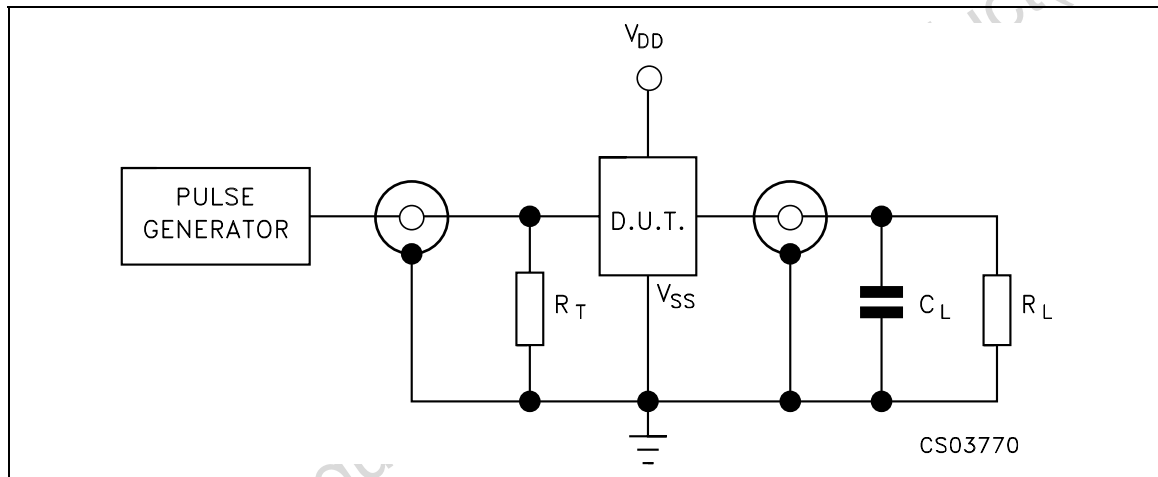 VDD
PULSE
GENERATOR
D.U.T.
VSS
RT
CL
RL
CS03770